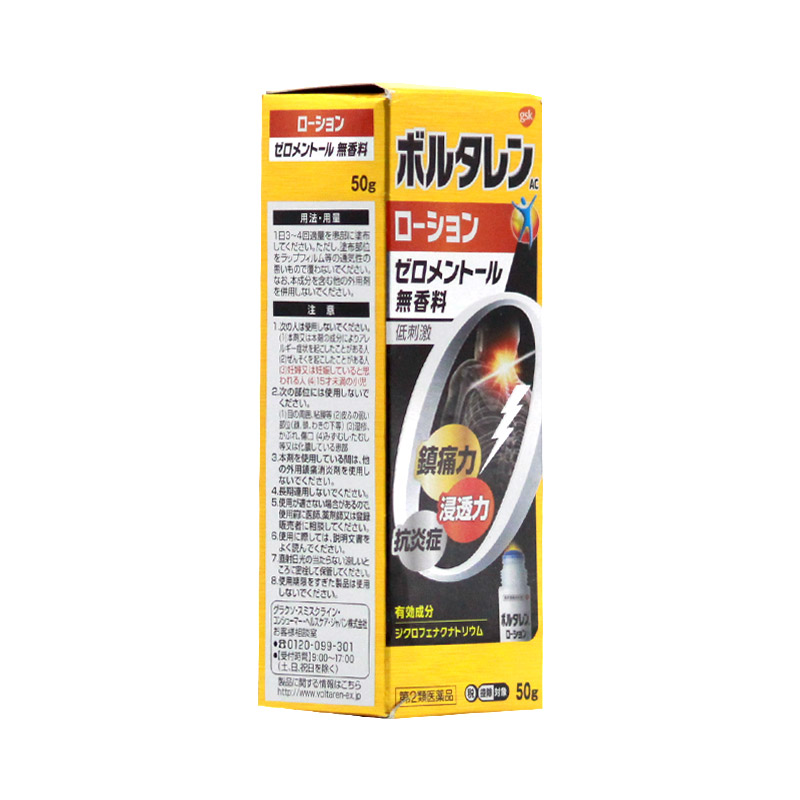 ローション
ゼロメントール 無香料
50g
用法・用量
1日3〜4回適量を患部に塗布
してください。ただし、塗布部位
をラップフィルム等の通気性の
悪いもので覆わないでください。
なお、本成分を含む他の外用剤
を併用しないでください。
注 意
1.次の人は使用しないでください。
(1)本剤又は本剤の成分によりアレ
ルギー症状を起こしたことがある人
(2)ぜんそくを起こしたことがある人
(3)妊婦又は妊娠していると思
われる人 (4)15才未満の小児
2.次の部位には使用しないで
ください。
(1)目の周囲、粘膜等 (2)皮ふの弱い
部位(顔、頭、わきの下等) (3)湿疹、
かぶれ、傷口 (4)みずむし・たむし
等又は化膿している患部
3.本剤を使用している間は、他
の外用鎮痛消炎剤を使用し
ないでください。
4.長期連用しないでください。
5.使用が適さない場合があるので、
使用前に医師、薬剤師又は登録
販売者に相談してください。
6.使用に際しては、説明文書を
よく読んでください。
7.直射日光の当たらない涼しいと
ころに密栓して保管してください。
8.使用期限をすぎた製品は使用
しないでください。
グラクソ・スミスクライン・
コンシューマー・ヘルスケア・ジャパン株式会社
お客様相談室
●☎0120-099-301
●[受付時間]9:00〜17:00
(土、日、祝日を除く)
製品に関する情報はこちら
http://www.voltaren-ex.jp
gsk
ボルタレン
AC
ローション
ゼロメントール
無香料
低刺激
鎮痛力
浸透力
抗炎症
有効成分
ジクロフェナクナトリウム
ボルタレン
ローション
第②類医薬品
税 控除 対象
50g